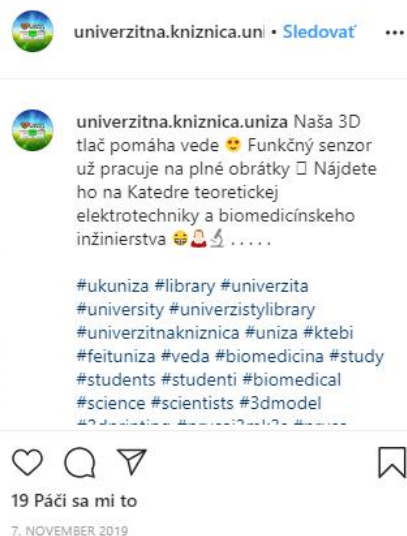 univerzitna.kniznica.uni • Sledovať ...
univerzitna.kniznica.uniza Naša 3D
tlač pomáha vede 😍 Funkčný senzor
už pracuje na plné obrátky Nájdete
ho na Katedre teoretickej
elektrotechniky a biomedicínskeho
inžinierstva 😁 🔬 . . . . .
#ukuniza #library #univerzita
#university #univerzistylibrary
#univerzitnakniznica #uniza #ktebi
#feituniza #veda #biomedicina #study
#students #studenti #biomedical
#science #scientists #3dmodel
19 Páči sa mi to
7. NOVEMBER 2019